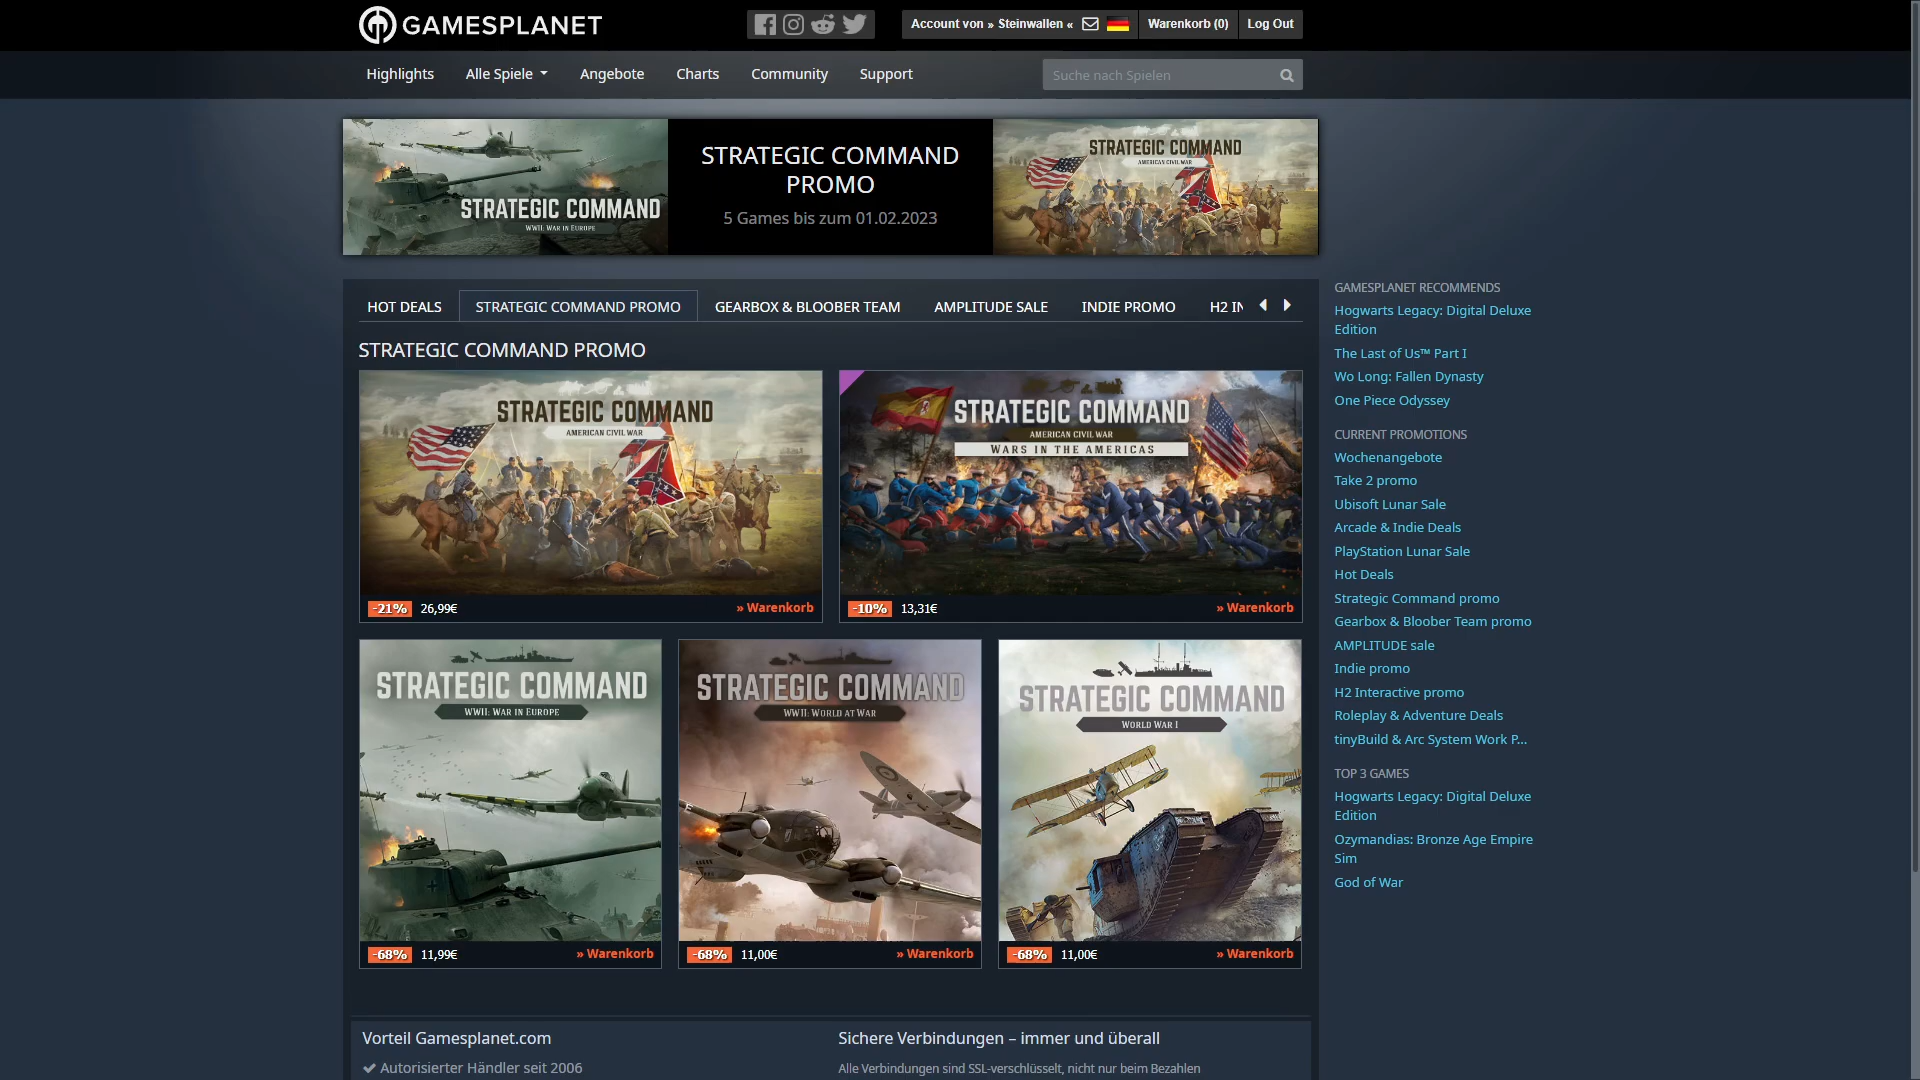 GAMESPLANET
Account von » Steinwallen «
Warenkorb (0)
Log Out
Highlights
Alle Spiele
Angebote
Charts
Community
Support
Suche nach Spielen
STRATEGIC COMMAND
WWII: WAR IN EUROPE
STRATEGIC COMMAND
PROMO
5 Games bis zum 01.02.2023
STRATEGIC COMMAND
AMERICAN CIVIL WAR
HOT DEALS
STRATEGIC COMMAND PROMO
GEARBOX & BLOOBER TEAM
AMPLITUDE SALE
INDIE PROMO
H2 IN
STRATEGIC COMMAND PROMO
STRATEGIC COMMAND
AMERICAN CIVIL WAR
-21% 26,99€ » Warenkorb
STRATEGIC COMMAND
AMERICAN CIVIL WAR
WARS IN THE AMERICAS
-10% 13,31€ » Warenkorb
STRATEGIC COMMAND
WWII: WAR IN EUROPE
-68% 11,99€ » Warenkorb
STRATEGIC COMMAND
WWII: WORLD AT WAR
-68% 11,00€ » Warenkorb
STRATEGIC COMMAND
WORLD WAR I
-68% 11,00€ » Warenkorb
GAMESPLANET RECOMMENDS
Hogwarts Legacy: Digital Deluxe
Edition
The Last of Us™ Part I
Wo Long: Fallen Dynasty
One Piece Odyssey
CURRENT PROMOTIONS
Wochenangebote
Take 2 promo
Ubisoft Lunar Sale
Arcade & Indie Deals
PlayStation Lunar Sale
Hot Deals
Strategic Command promo
Gearbox & Bloober Team promo
AMPLITUDE sale
Indie promo
H2 Interactive promo
Roleplay & Adventure Deals
tinyBuild & Arc System Work P...
TOP 3 GAMES
Hogwarts Legacy: Digital Deluxe
Edition
Ozymandias: Bronze Age Empire
Sim
God of War
Vorteil Gamesplanet.com
Autorisierter Händler seit 2006
Sichere Verbindungen – immer und überall
Alle Verbindungen sind SSL-verschlüsselt, nicht nur beim Bezahlen